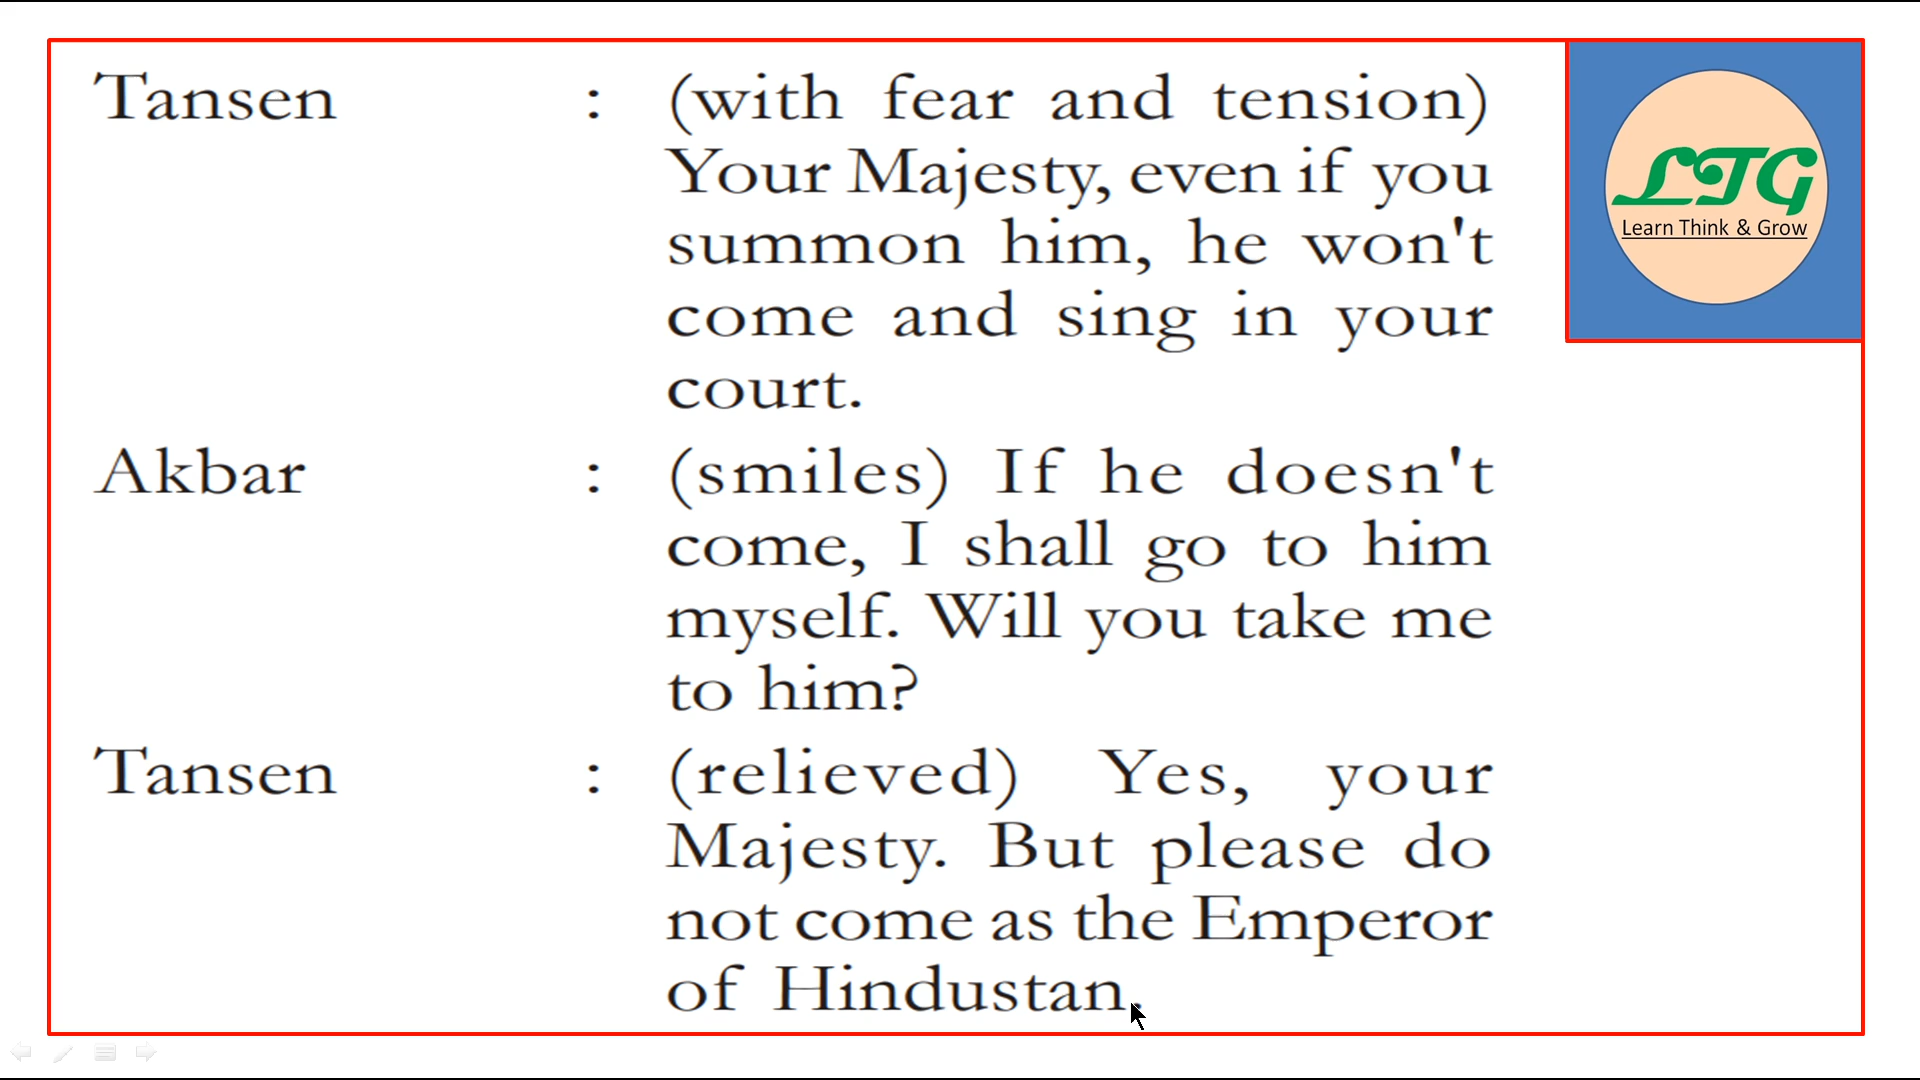 Tansen : (with fear and tension)
Your Majesty, even if you
summon him, he won't
come and sing in your
court.
Akbar : (smiles) If he doesn't
come, I shall go to him
myself. Will you take me
to him?
Tansen : (relieved) Yes, your
Majesty. But please do
not come as the Emperor
of Hindustan.
LTG
Learn Think & Grow